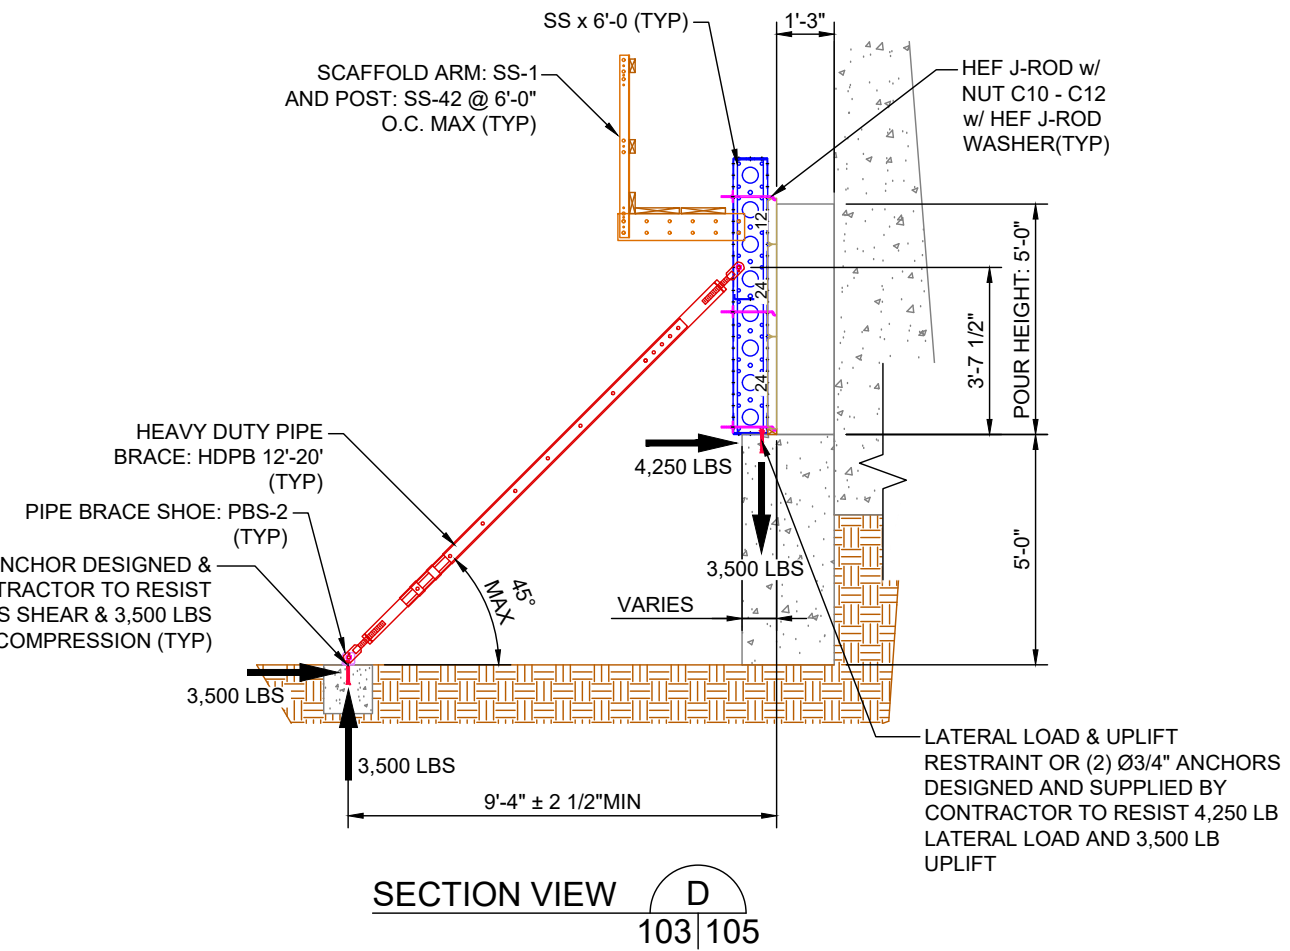 SS x 6'-0 (TYP)
1'-3"
SCAFFOLD ARM: SS-1
AND POST: SS-42 @ 6'-0"
O.C. MAX (TYP)
HEF J-ROD w/
NUT C10 - C12
w/ HEF J-ROD
WASHER(TYP)
12
24
24
3'-7 1/2"
POUR HEIGHT: 5'-0"
HEAVY DUTY PIPE
BRACE: HDPB 12'-20'
(TYP)
4,250 LBS
PIPE BRACE SHOE: PBS-2
(TYP)
NCHOR DESIGNED &
TRACTOR TO RESIST
S SHEAR & 3,500 LBS
COMPRESSION (TYP)
45°
MAX
3,500 LBS
VARIES
5'-0"
3,500 LBS
3,500 LBS
9'-4" ± 2 1/2"MIN
LATERAL LOAD & UPLIFT
RESTRAINT OR (2) Ø3/4" ANCHORS
DESIGNED AND SUPPLIED BY
CONTRACTOR TO RESIST 4,250 LB
LATERAL LOAD AND 3,500 LB
UPLIFT
SECTION VIEW
D
103 105